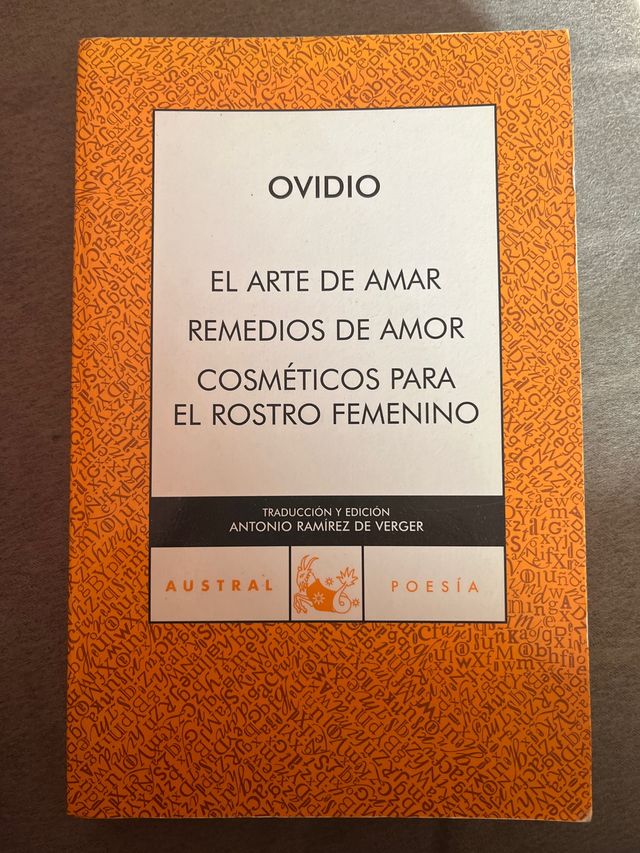 OVIDIO
EL ARTE DE AMAR
REMEDIOS DE AMOR
COSMÉTICOS PARA
EL ROSTRO FEMENINO
TRADUCCIÓN Y EDICIÓN
ANTONIO RAMÍREZ DE VERGER
AUSTRAL
POESÍA